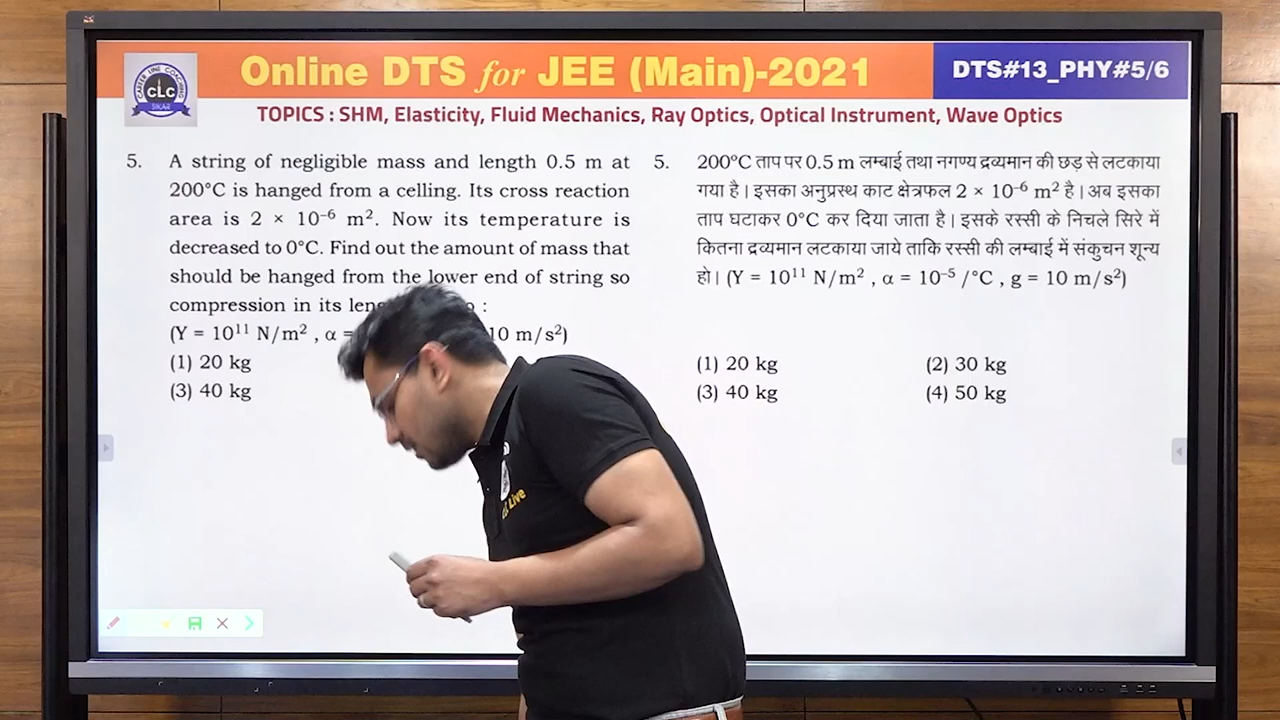 Online DTS for JEE (Main)-2021
DTS#13_PHY#5/6
CAREER LINE COACHING
CLC
SIKAR
TOPICS : SHM, Elasticity, Fluid Mechanics, Ray Optics, Optical Instrument, Wave Optics
5. A string of negligible mass and length 0.5 m at
200°C is hanged from a celling. Its cross reaction
area is 2 × 10⁻⁶ m². Now its temperature is
decreased to 0°C. Find out the amount of mass that
should be hanged from the lower end of string so
compression in its :
(Y = 10¹¹ N/m² , α = 10 m/s²)
(1) 20 kg
(3) 40 kg
5. 200°C ताप पर 0.5 m लम्बाई तथा नगण्य द्रव्यमान की छड़ से लटकाया
गया है। इसका अनुप्रस्थ काट क्षेत्रफल 2 × 10⁻⁶ m² है। अब इसका
ताप घटाकर 0°C कर दिया जाता है। इसके रस्सी के निचले सिरे में
कितना द्रव्यमान लटकाया जाये ताकि रस्सी की लम्बाई में संकुचन शून्य
हो। (Y = 10¹¹ N/m² , α = 10⁻⁵ /°C , g = 10 m/s²)
(1) 20 kg (2) 30 kg
(3) 40 kg (4) 50 kg
Live